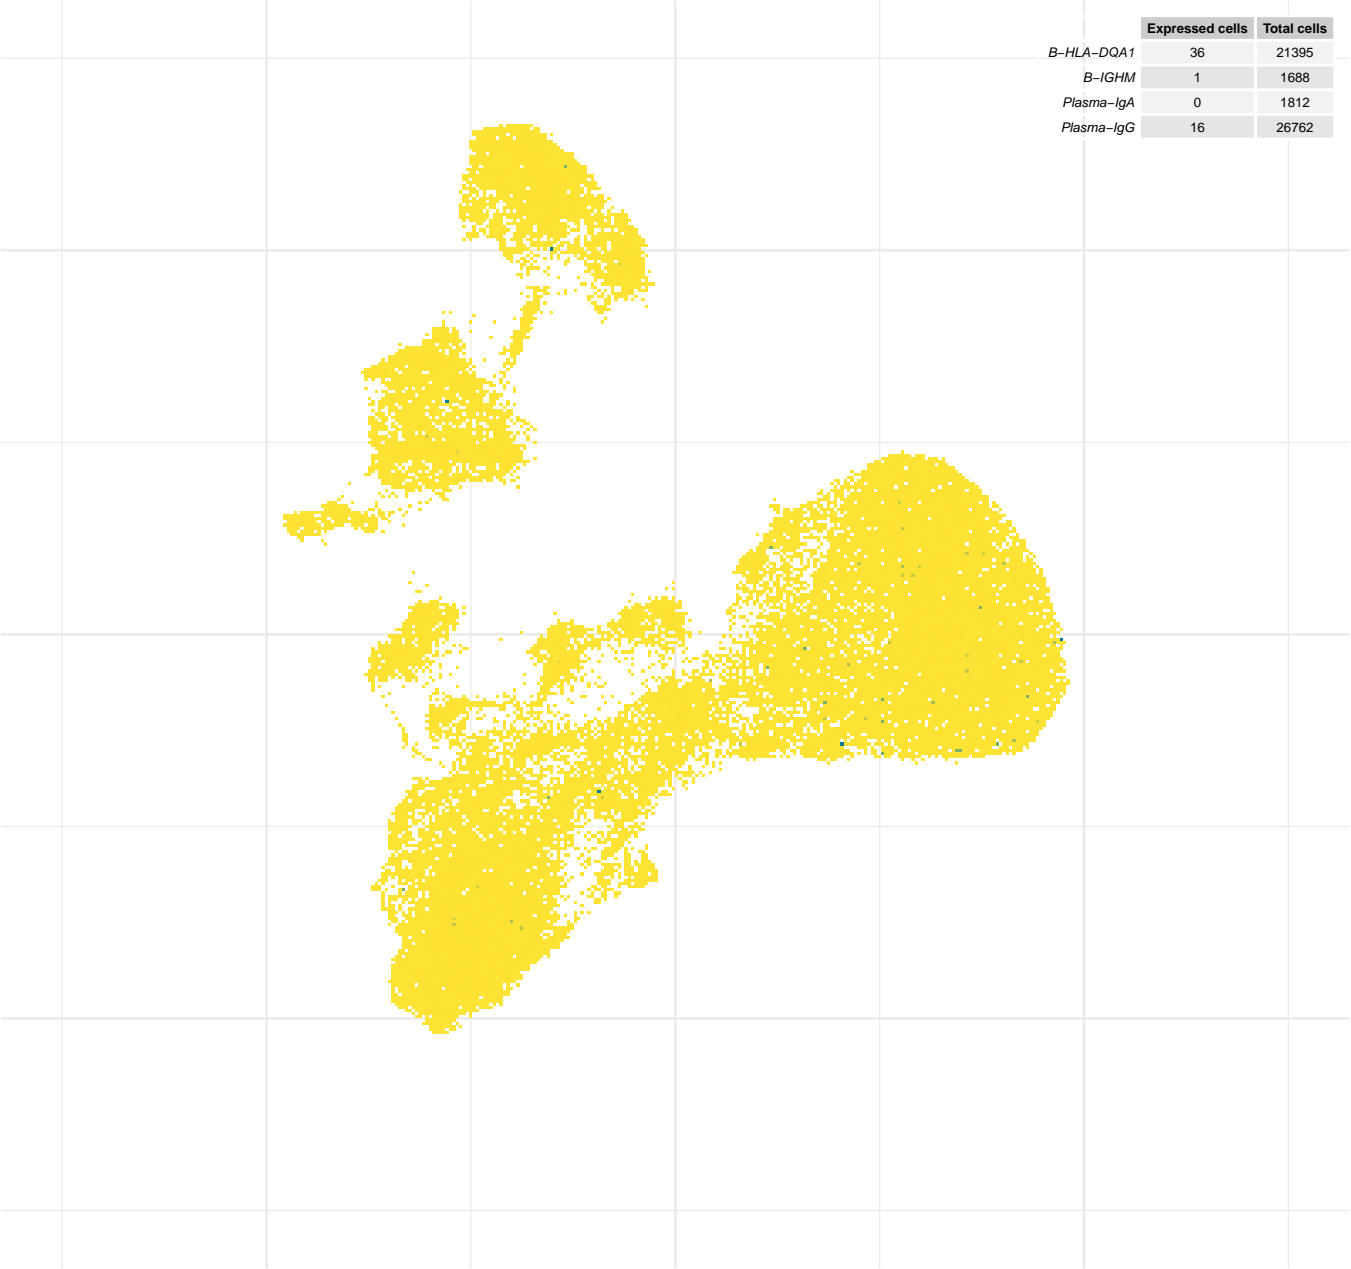 Expressed cells Total cells
B−HLA−DQA1 36 21395
B−IGHM 1 1688
Plasma−IgA 0 1812
Plasma−IgG 16 26762